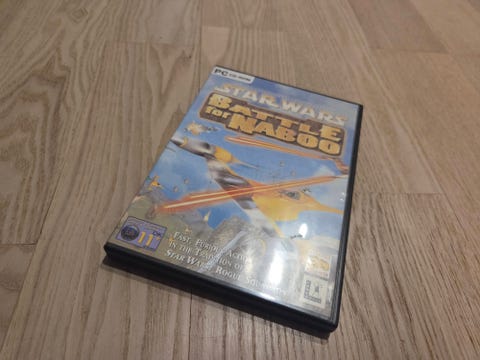 PC CD-ROM
STAR WARS
BATTLE
for NABOO
11
FAST, FURIOUS ACTION
IN THE TRADITION OF
STAR WARS: ROGUE SQUADRON